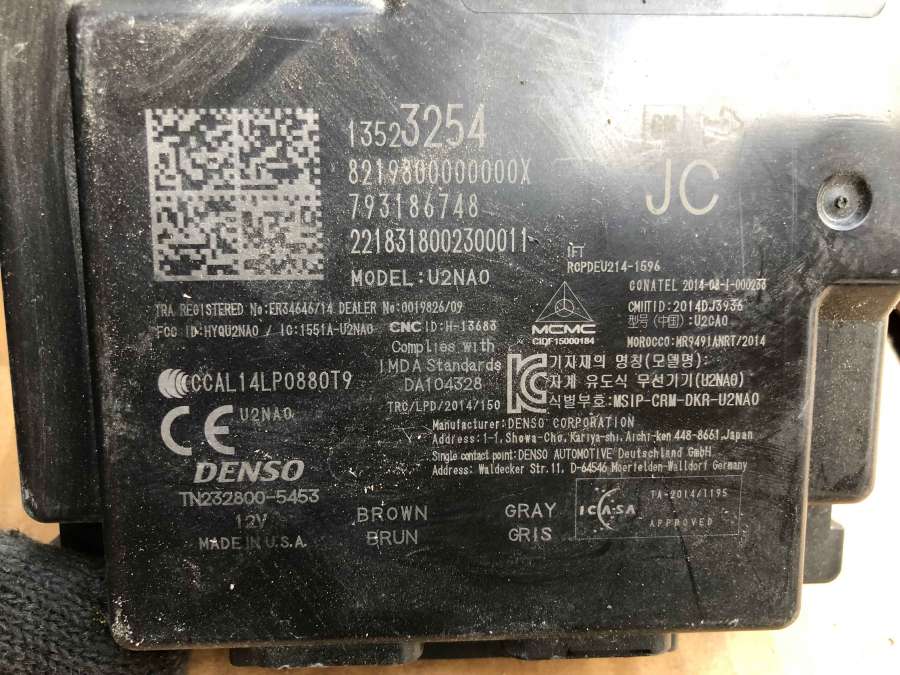 13523254
GM
8219800000000X
JC
793186748
2218318002300011
IFT
RCPDEU214-1596
MODEL: U2NA0
CONATEL 2014-08-I-000233
TRA REGISTERED No: ER34646/14 DEALER No: 0019826/09
CMIITID: 2014DJ3936
FCC ID: HYQU2NA0 / IC: 1551A-U2NA0
CNC ID: H-13683
MCMC
型号(中国): U2CA0
CIDF15000184
MOROCCO: MR9491ANRT/2014
Complies with
IMDA Standards
DA104328
기자재의 명칭(모델명):
자계 유도식 무선기기(U2NA0)
식별부호: MSIP-CRM-DKR-U2NA0
CCAL14LP0880T9
TRC/LPD/2014/150
CE U2NA0
Manufacturer: DENSO CORPORATION
Address: 1-1, Showa-Cho, Kariya-shi, Aichi-ken 448-8661, Japan
Single contact point: DENSO AUTOMOTIVE Deutschland GmbH
Address: Waldecker Str. 11, D-64546 Moerfelden-Walldorf Germany
DENSO
TN232800-5453
12V
MADE IN U.S.A.
BROWN GRAY
BRUN GRIS
ICASA
TA-2014/1195
APPROVED